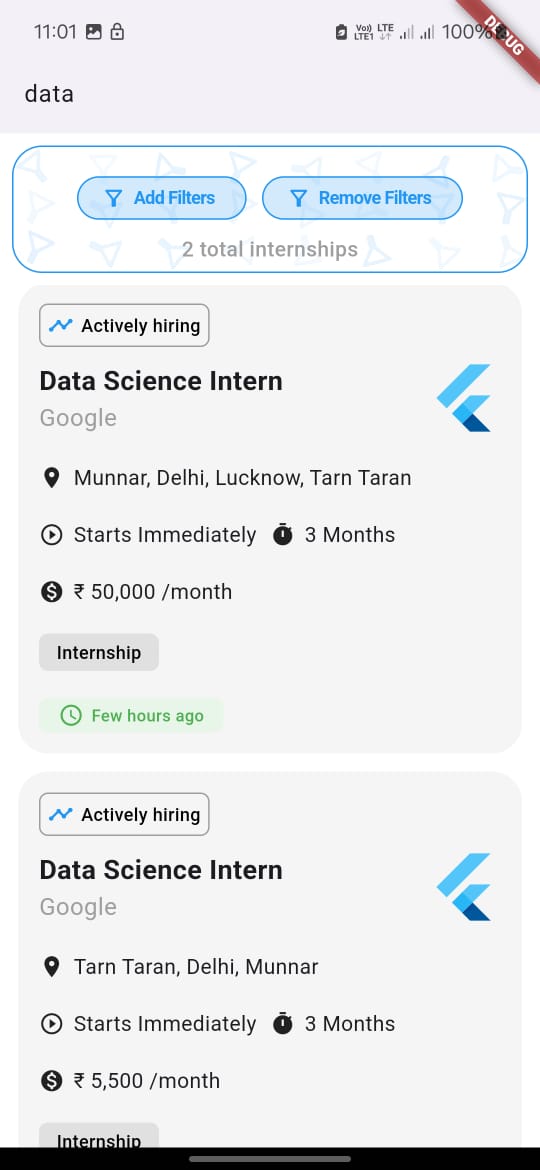 11:01
Vo)) LTE
LTE1
100%
DEBUG
data
Add Filters
Remove Filters
2 total internships
Actively hiring
Data Science Intern
Google
Munnar, Delhi, Lucknow, Tarn Taran
Starts Immediately 3 Months
₹ 50,000 /month
Internship
Few hours ago
Actively hiring
Data Science Intern
Google
Tarn Taran, Delhi, Munnar
Starts Immediately 3 Months
₹ 5,500 /month
Internship